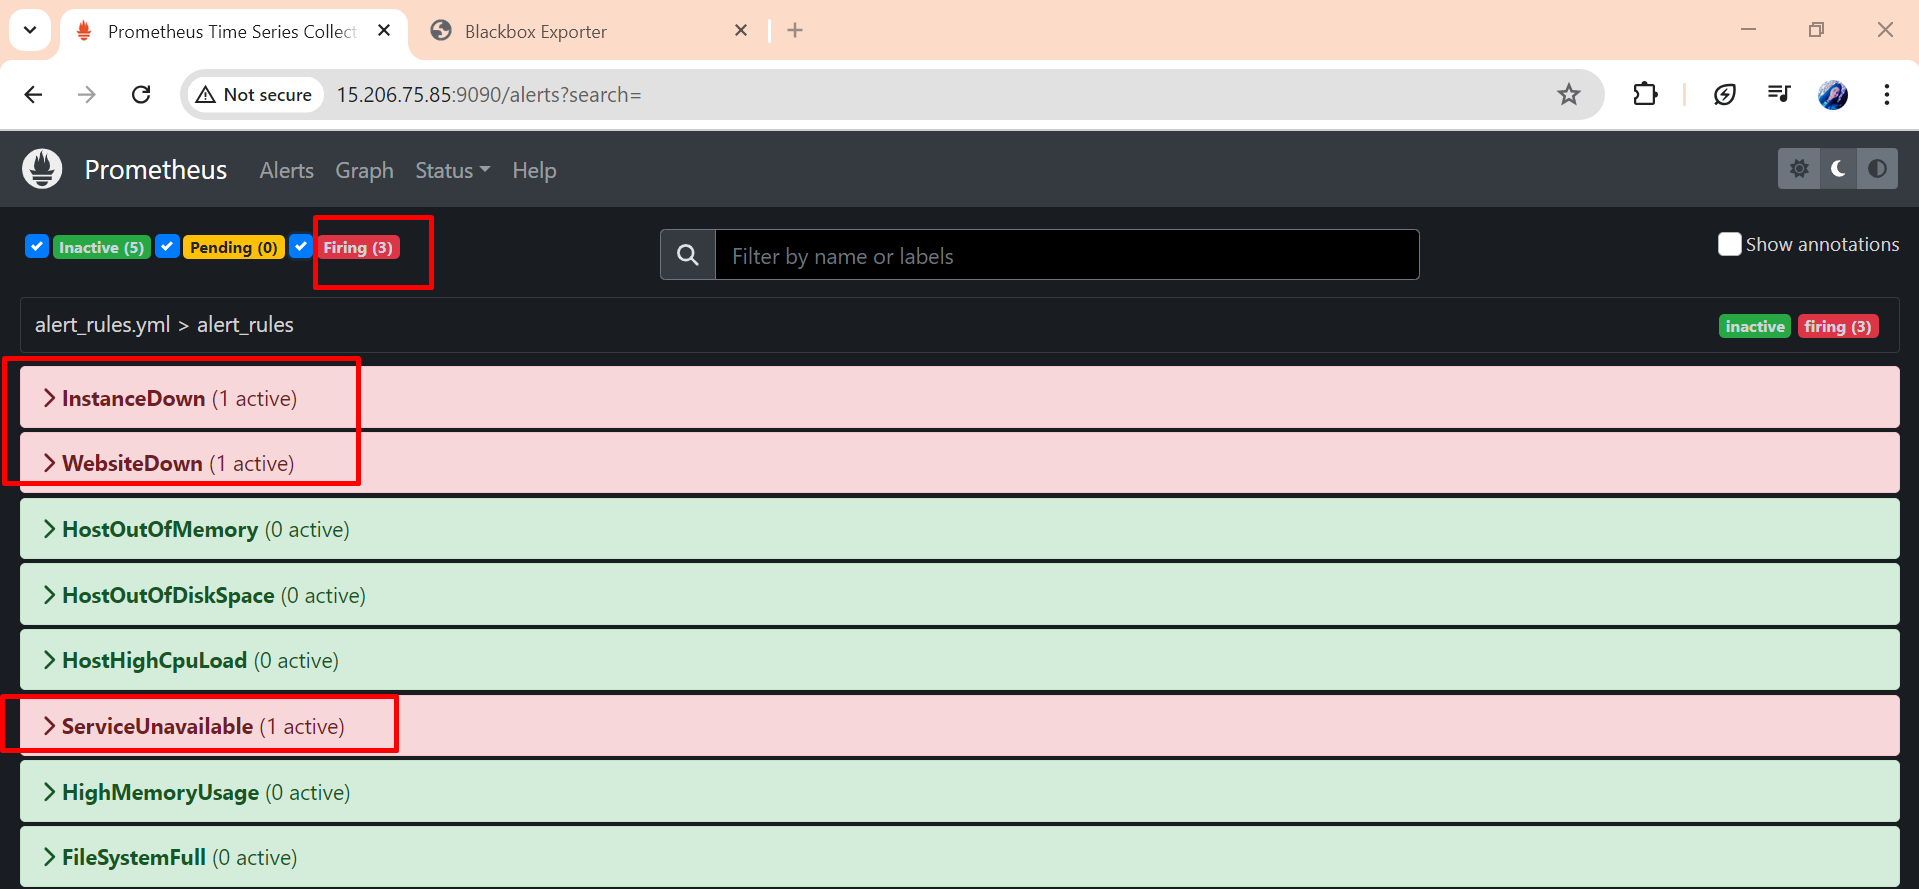 Prometheus Time Series Collect
Blackbox Exporter
Not secure
15.206.75.85:9090/alerts?search=
Prometheus Alerts Graph Status Help
Inactive (5) Pending (0) Firing (3)
Filter by name or labels
Show annotations
alert_rules.yml > alert_rules
inactive firing (3)
InstanceDown (1 active)
WebsiteDown (1 active)
HostOutOfMemory (0 active)
HostOutOfDiskSpace (0 active)
HostHighCpuLoad (0 active)
ServiceUnavailable (1 active)
HighMemoryUsage (0 active)
FileSystemFull (0 active)